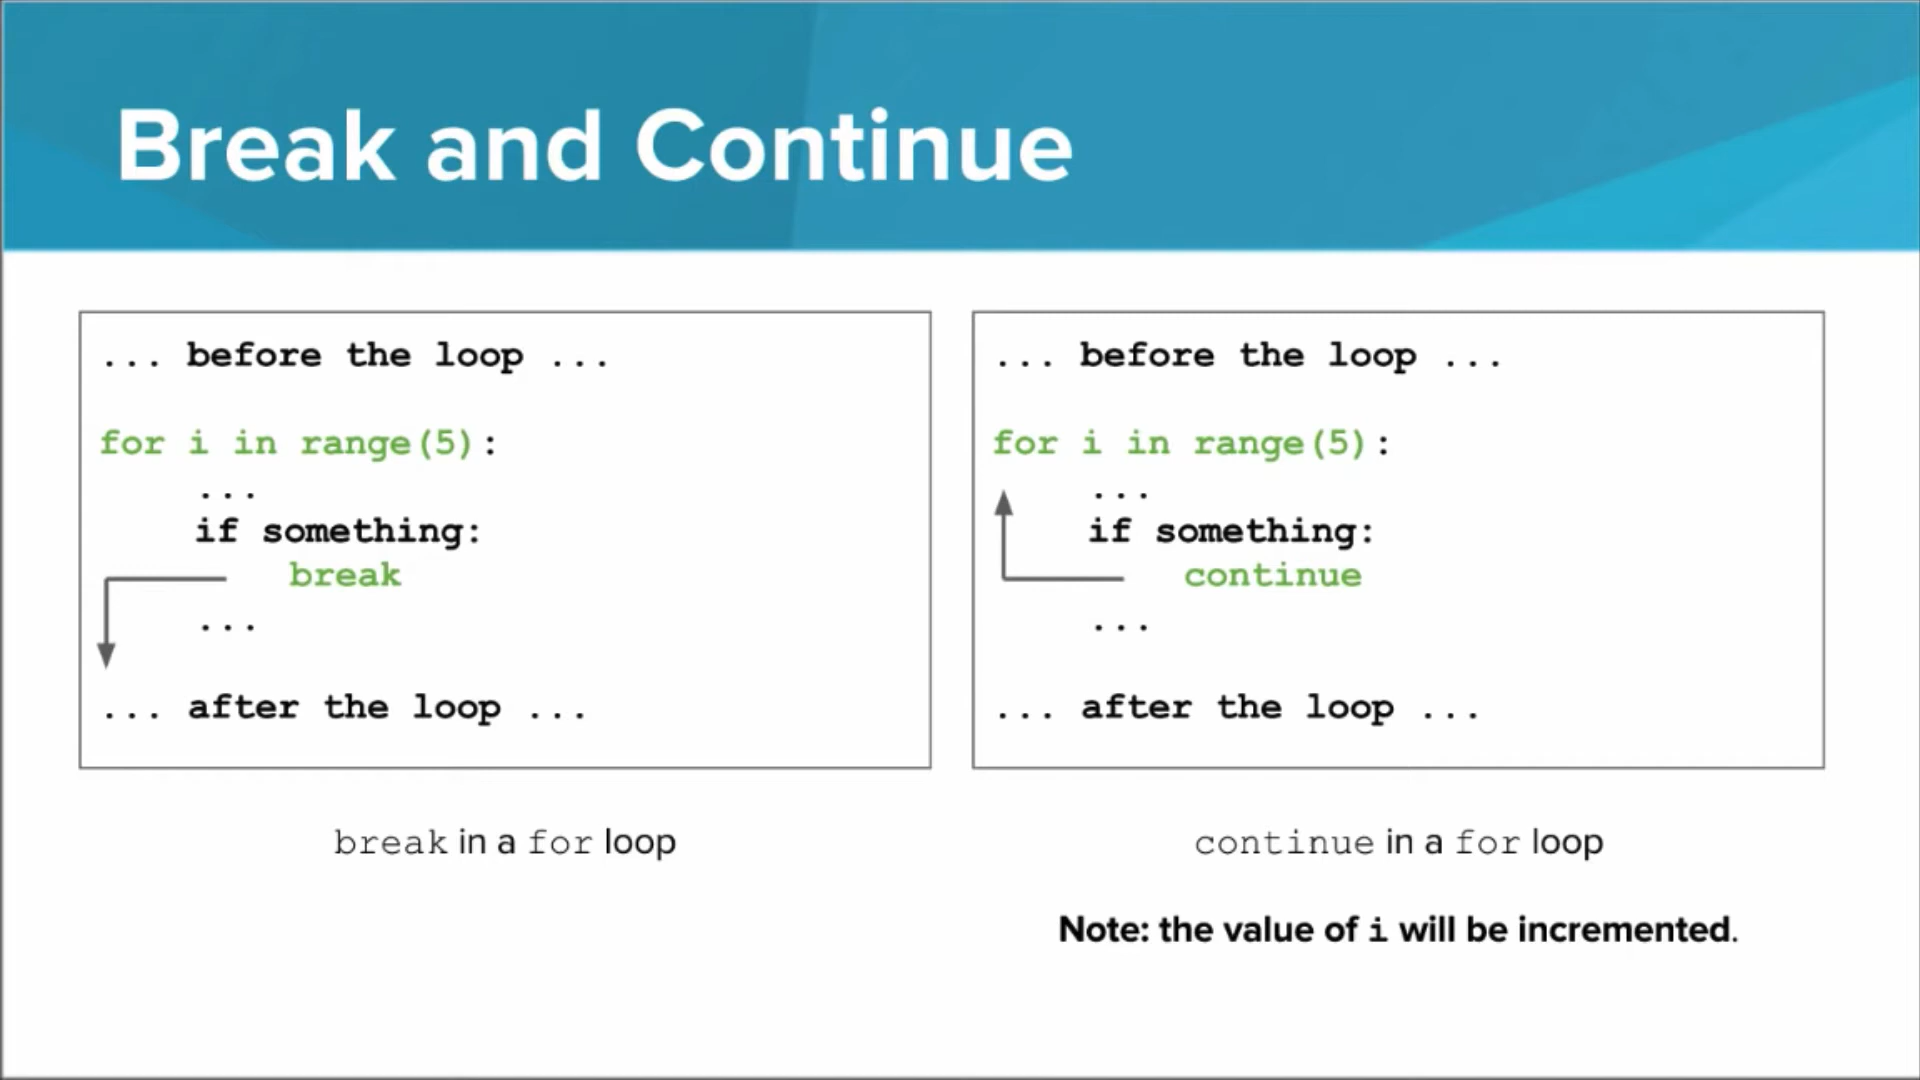 Break and Continue
... before the loop ...
for i in range(5):
...
if something:
break
...
... after the loop ...
break in a for loop
... before the loop ...
for i in range(5):
...
if something:
continue
...
... after the loop ...
continue in a for loop
Note: the value of i will be incremented.